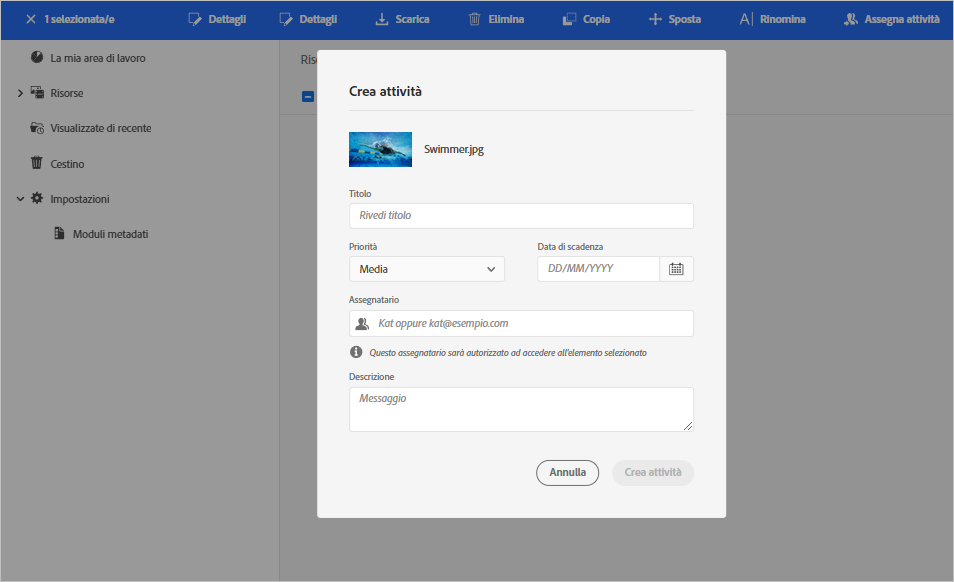 1 selezionata/e
Dettagli
Dettagli
Scarica
Elimina
Copia
Sposta
Rinomina
Assegna attività
La mia area di lavoro
Risorse
Visualizzate di recente
Cestino
Impostazioni
Moduli metadati
Crea attività
Swimmer.jpg
Titolo
Rivedi titolo
Priorità
Data di scadenza
Media
DD/MM/YYYY
Assegnatario
Kat oppure kat@esempio.com
Questo assegnatario sarà autorizzato ad accedere all'elemento selezionato
Descrizione
Messaggio
Annulla
Crea attività